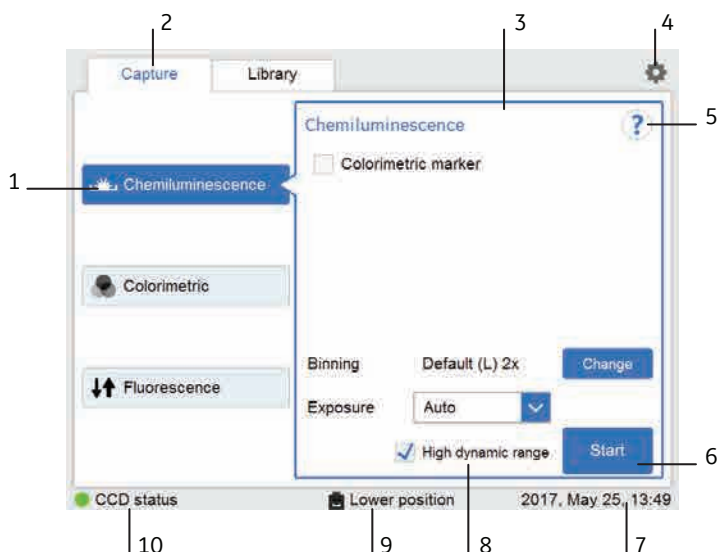 2 3 4
Capture Library
Chemiluminescence ? 5
Colorimetric marker
1 Chemiluminescence
Colorimetric
Binning Default (L) 2x Change
Fluorescence
Exposure Auto
High dynamic range Start 6
CCD status Lower position 2017, May 25, 13:49
10 9 8 7